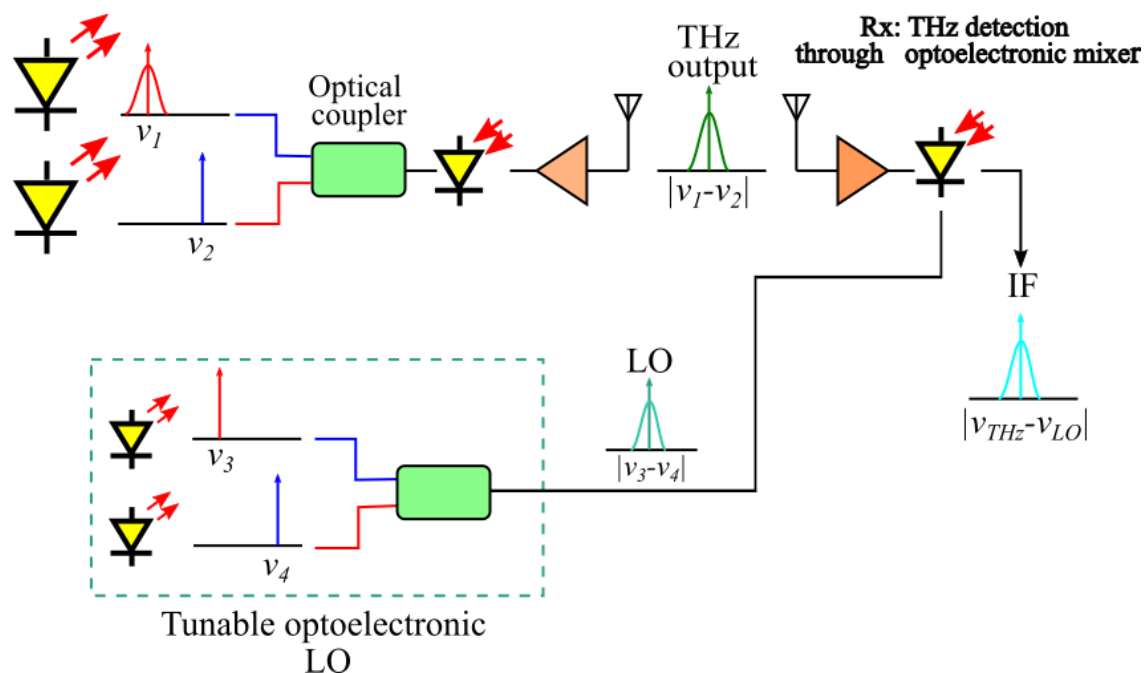 Rx: THz detection
through optoelectronic mixer
THz
output
Optical
coupler
v1
v2
|v1-v2|
IF
|vTHz-vLO|
LO
|v3-v4|
v3
v4
Tunable optoelectronic
LO